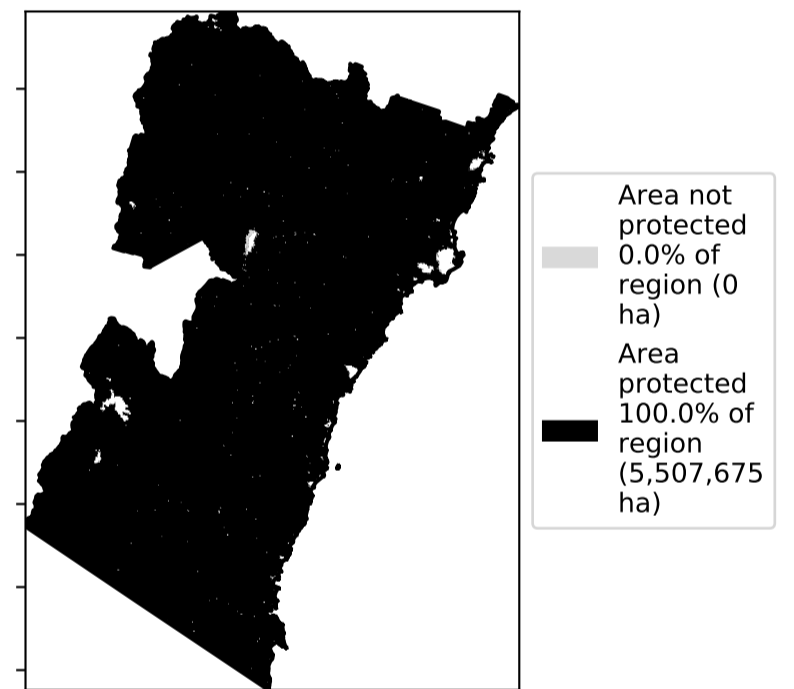 Area not
protected
0.0% of
region (0
ha)
Area
protected
100.0% of
region
(5,507,675
ha)